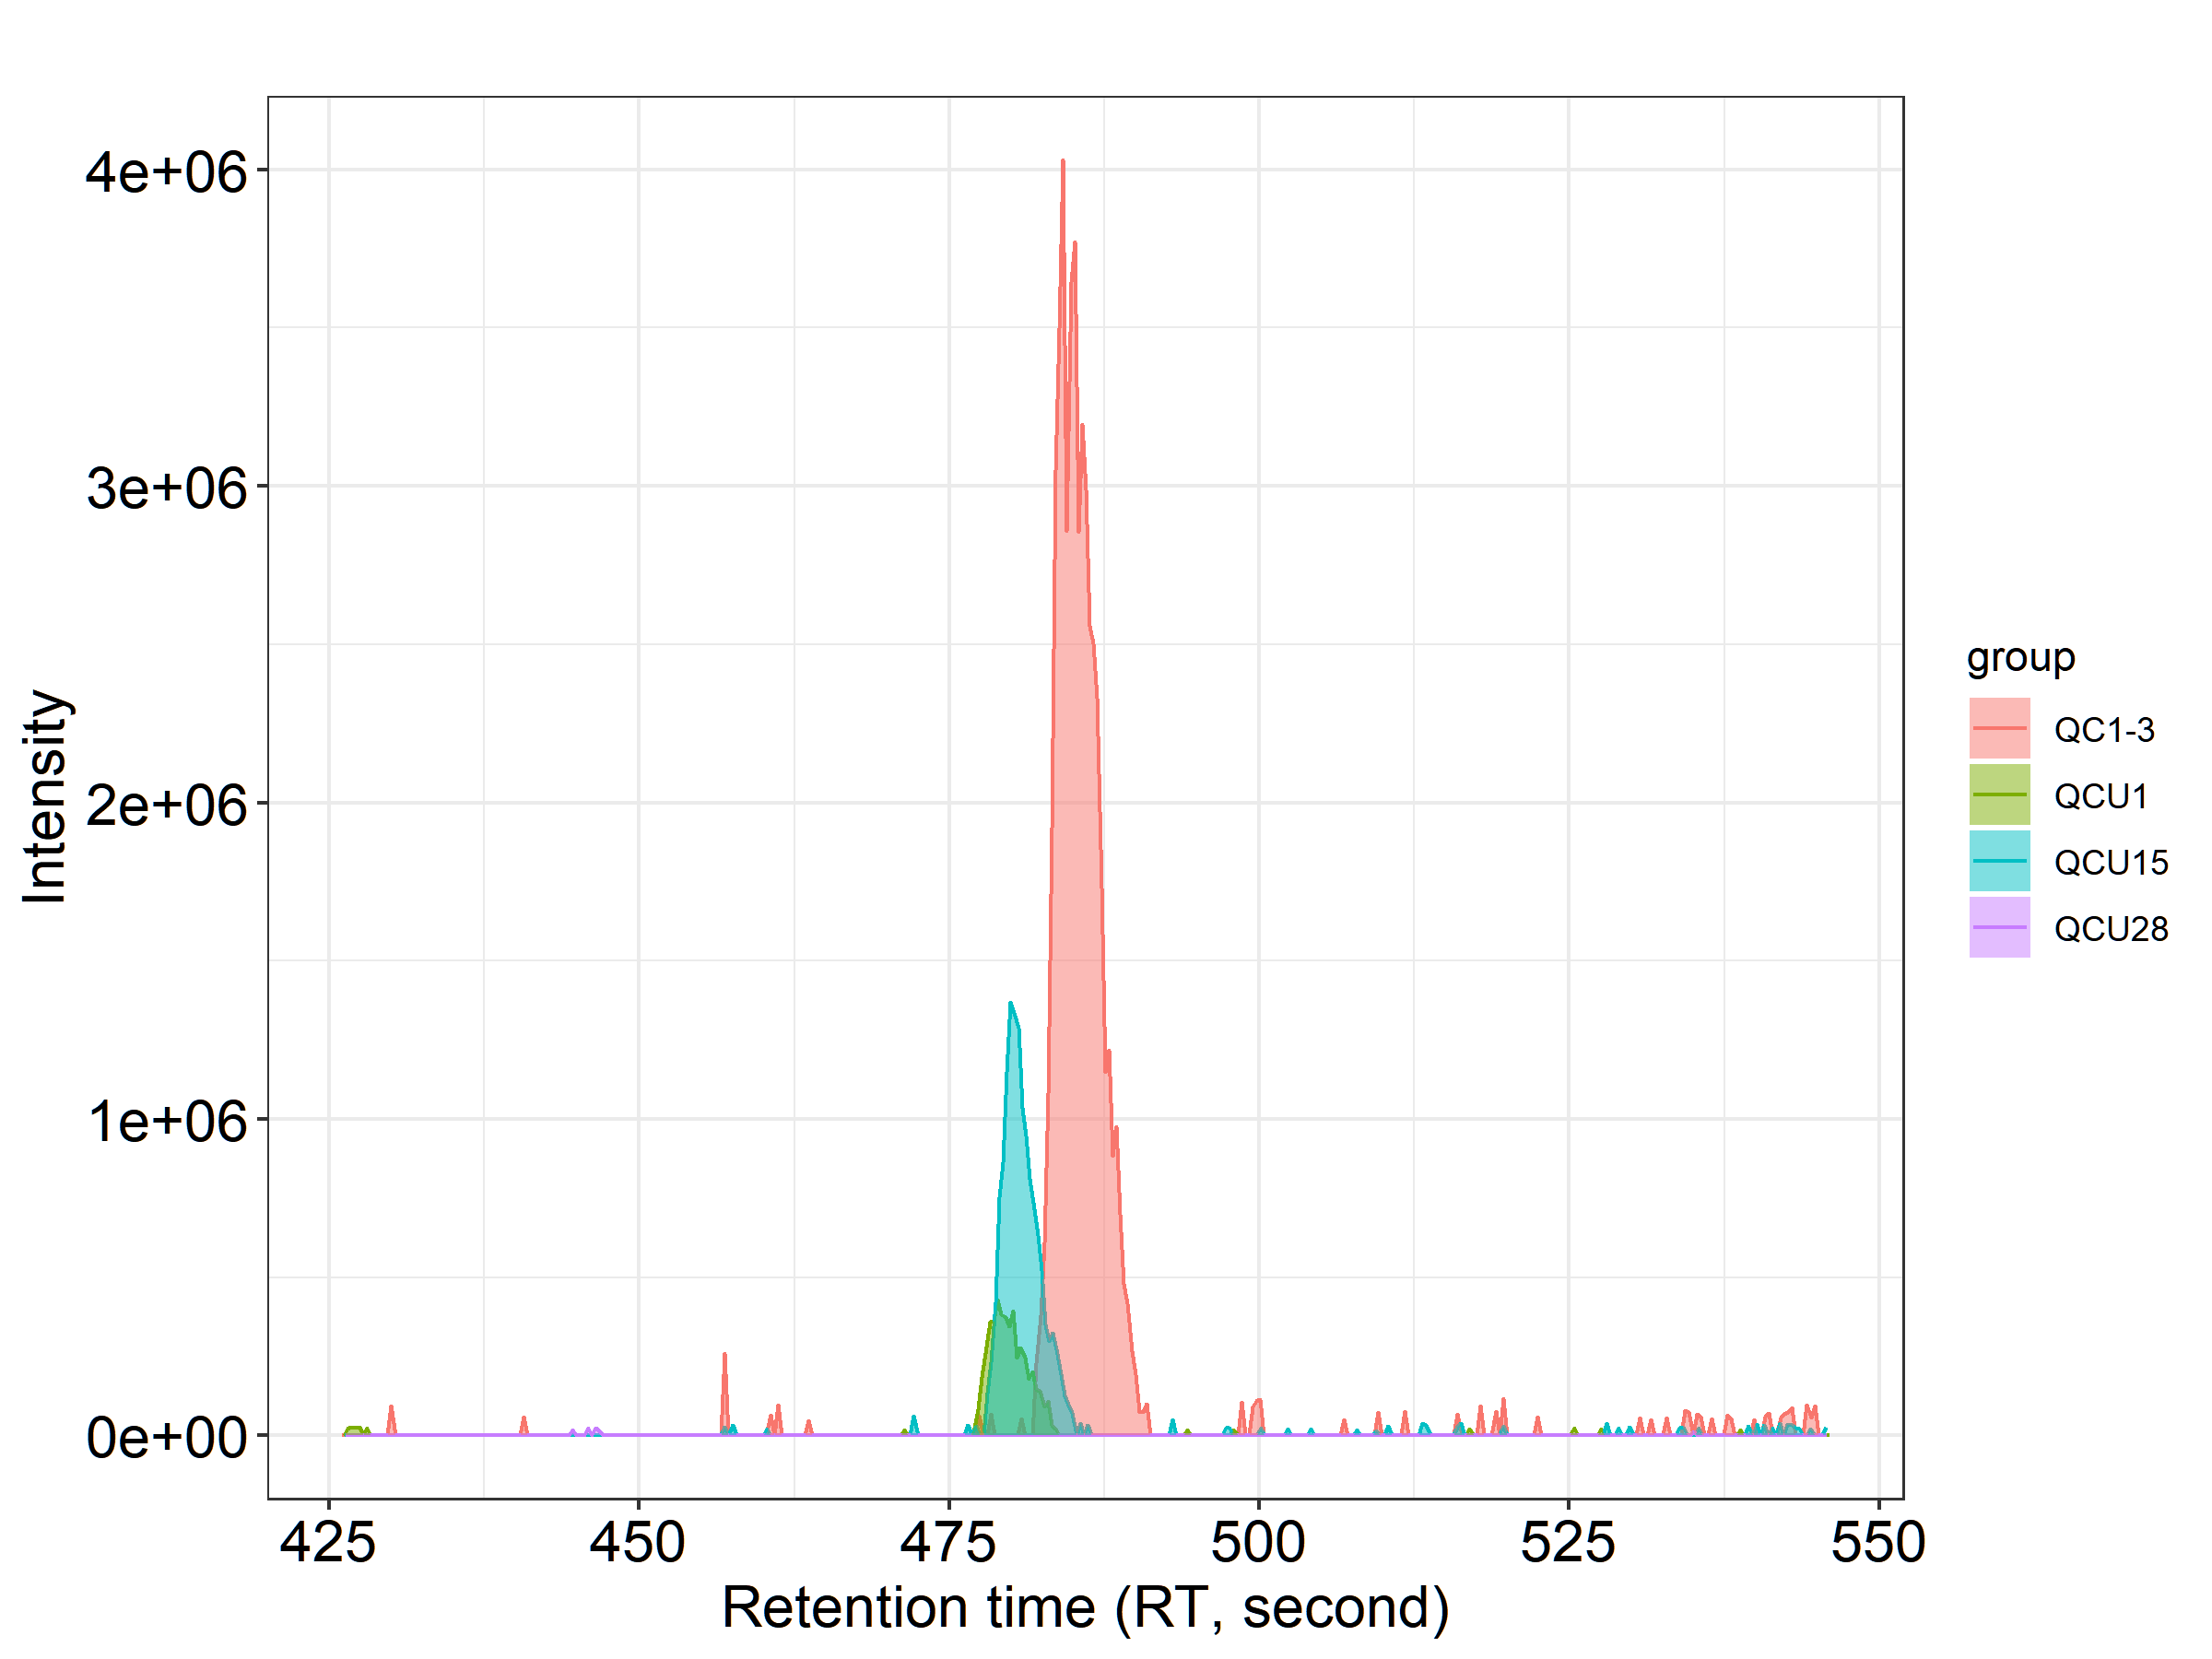 4e+06
3e+06
2e+06
1e+06
0e+00
Intensity
425 450 475 500 525 550
Retention time (RT, second)
group
QC1-3
QCU1
QCU15
QCU28